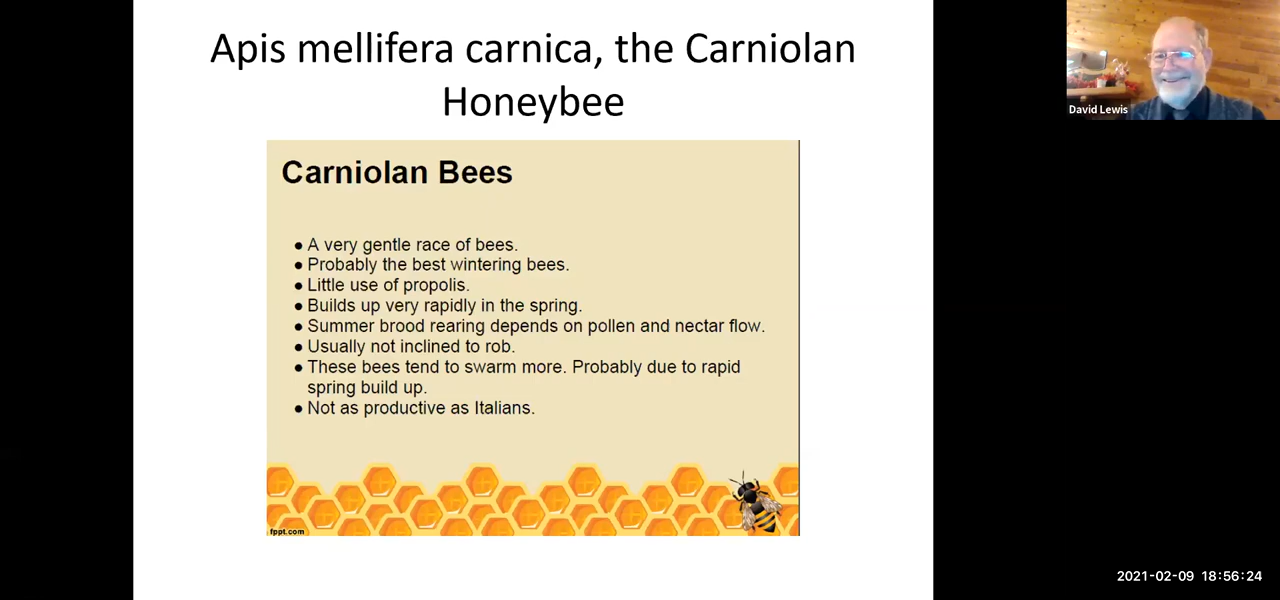 Apis mellifera carnica, the Carniolan
Honeybee
David Lewis
Carniolan Bees
● A very gentle race of bees.
● Probably the best wintering bees.
● Little use of propolis.
● Builds up very rapidly in the spring.
● Summer brood rearing depends on pollen and nectar flow.
● Usually not inclined to rob.
● These bees tend to swarm more. Probably due to rapid
spring build up.
● Not as productive as Italians.
fppt.com
2021-02-09 18:56:24